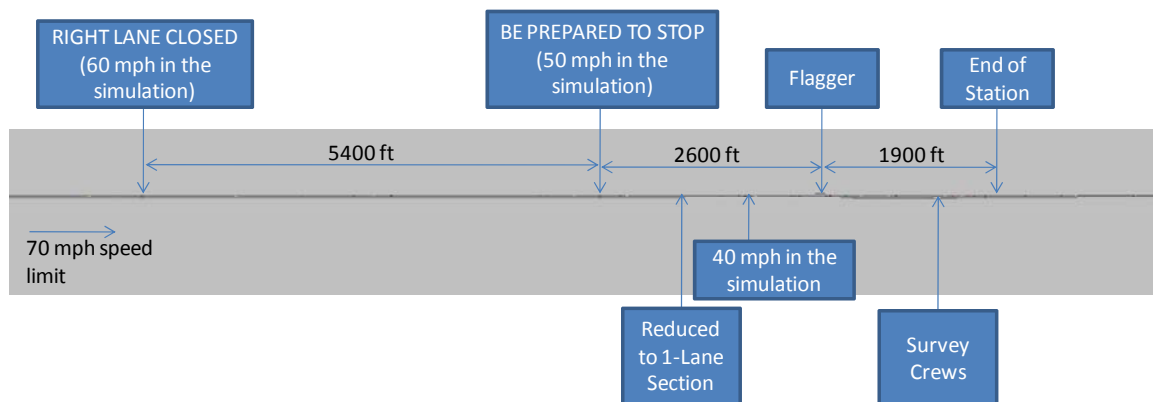 RIGHT LANE CLOSED
(60 mph in the
simulation)
BE PREPARED TO STOP
(50 mph in the
simulation)
Flagger
End of
Station
5400 ft
2600 ft
1900 ft
70 mph speed
limit
40 mph in the
simulation
Reduced
to 1-Lane
Section
Survey
Crews